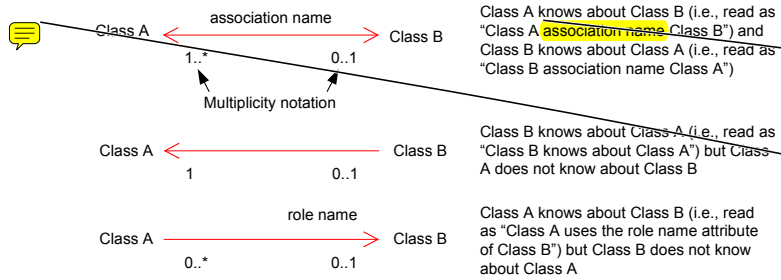 association name
Class A
Class B
1..*
0..1
Multiplicity notation
Class A knows about Class B (i.e., read as
“Class A association name Class B”) and
Class B knows about Class A (i.e., read as
“Class B association name Class A”)
Class A
Class B
1
0..1
Class B knows about Class A (i.e., read as
“Class B knows about Class A”) but Class
A does not know about Class B
role name
Class A
Class B
0..*
0..1
Class A knows about Class B (i.e., read
as “Class A uses the role name attribute
of Class B”) but Class B does not know
about Class A